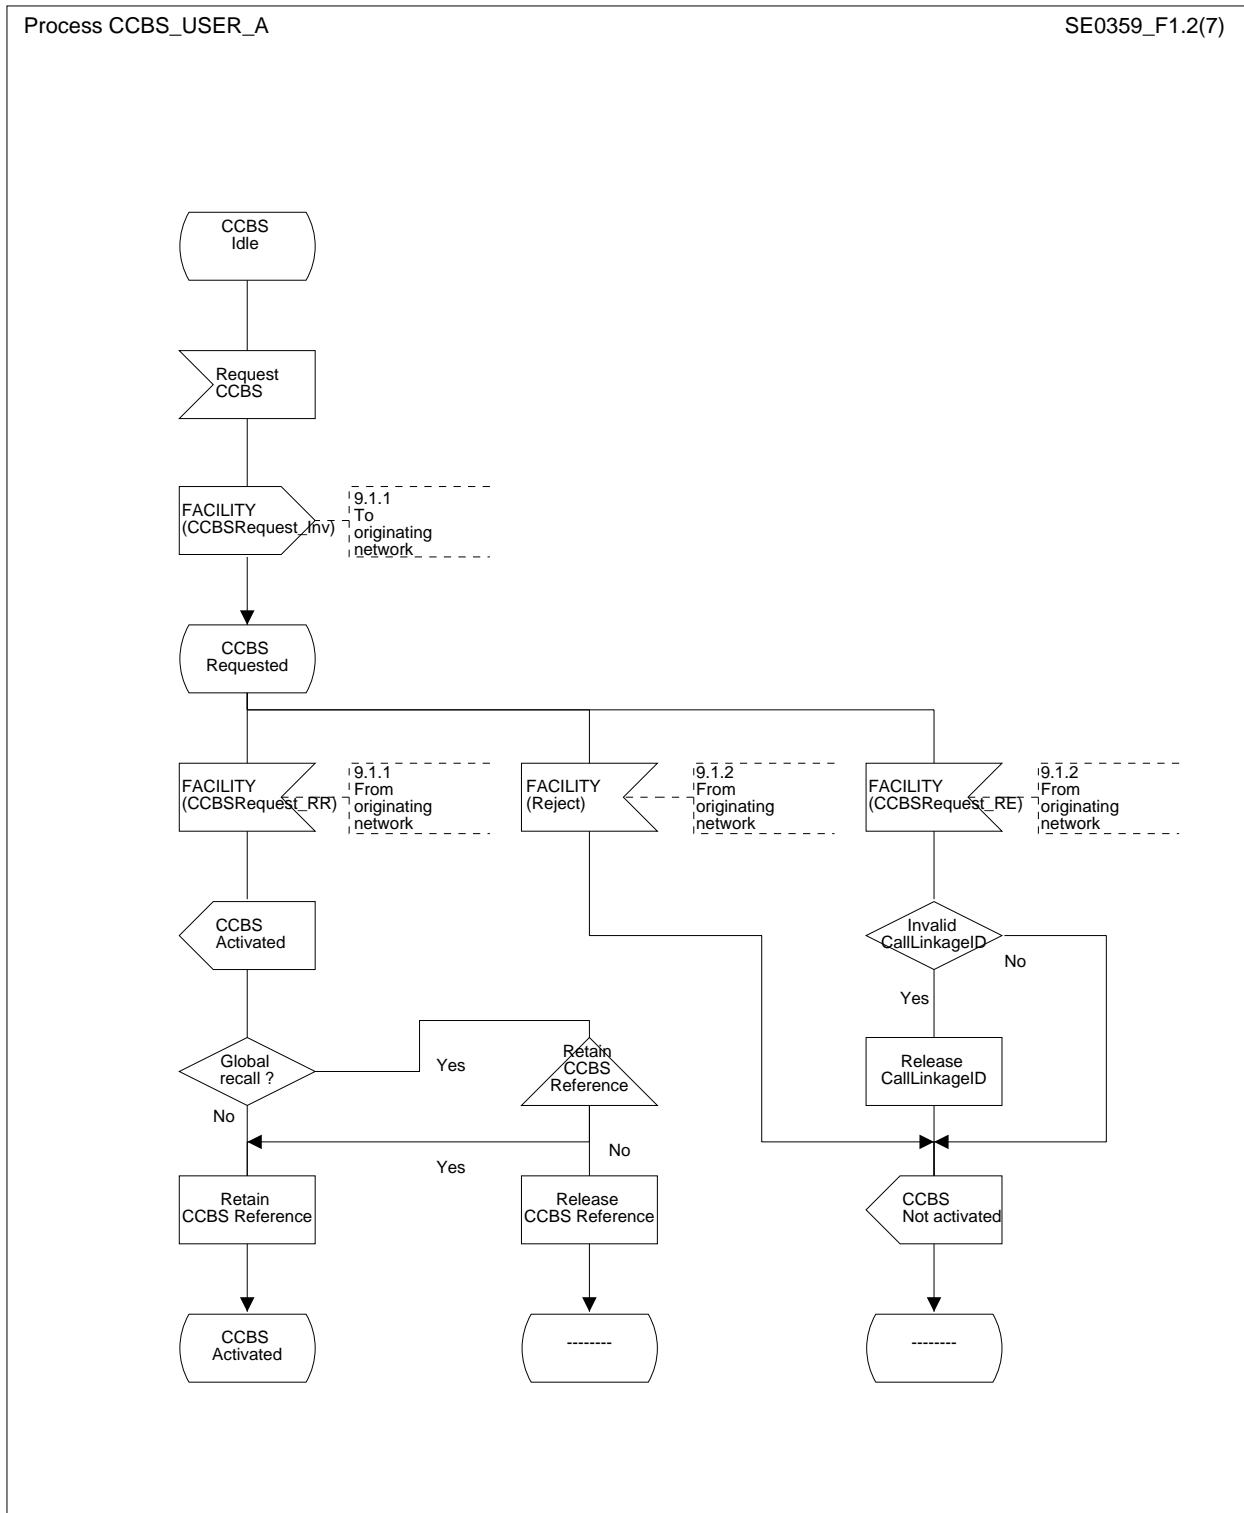 Process CCBS_USER_A
SE0359_F1.2(7)
CCBS
Idle
Request
CCBS
FACILITY
(CCBSRequest_Inv)
9.1.1
To
originating
network
CCBS
Requested
FACILITY
(CCBSRequest_RR)
9.1.1
From
originating
network
FACILITY
(Reject)
9.1.2
From
originating
network
FACILITY
(CCBSRequest_RE)
9.1.2
From
originating
network
CCBS
Activated
Invalid
CallLinkageID
No
Yes
Global
recall ?
Yes
No
Retain
CCBS
Reference
Release
CallLinkageID
Yes
No
Retain
CCBS Reference
Release
CCBS Reference
CCBS
Not activated
CCBS
Activated
--------
--------